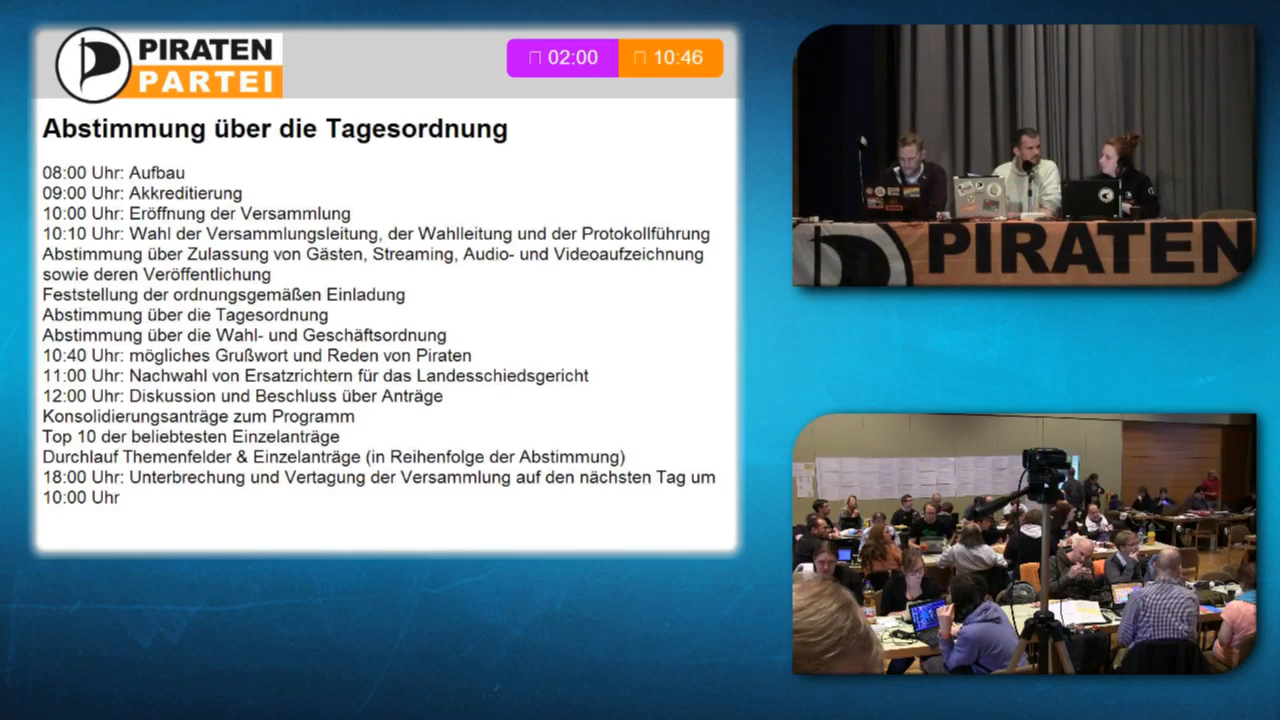 PIRATEN
PARTEI
02:00
10:46
Abstimmung über die Tagesordnung
08:00 Uhr: Aufbau
09:00 Uhr: Akkreditierung
10:00 Uhr: Eröffnung der Versammlung
10:10 Uhr: Wahl der Versammlungsleitung, der Wahlleitung und der Protokollführung
Abstimmung über Zulassung von Gästen, Streaming, Audio- und Videoaufzeichnung
sowie deren Veröffentlichung
Feststellung der ordnungsgemäßen Einladung
Abstimmung über die Tagesordnung
Abstimmung über die Wahl- und Geschäftsordnung
10:40 Uhr: mögliches Grußwort und Reden von Piraten
11:00 Uhr: Nachwahl von Ersatzrichtern für das Landesschiedsgericht
12:00 Uhr: Diskussion und Beschluss über Anträge
Konsolidierungsanträge zum Programm
Top 10 der beliebtesten Einzelanträge
Durchlauf Themenfelder & Einzelanträge (in Reihenfolge der Abstimmung)
18:00 Uhr: Unterbrechung und Vertagung der Versammlung auf den nächsten Tag um
10:00 Uhr
PIRATEN